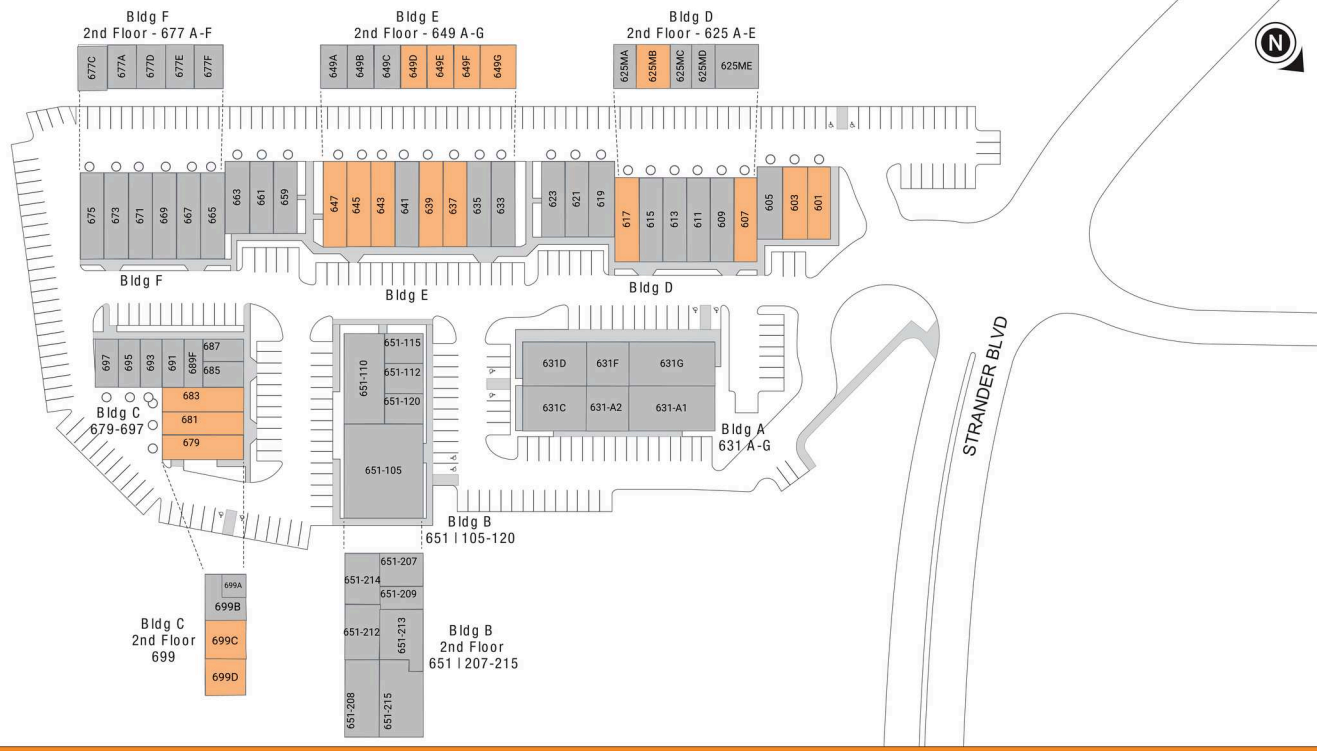 Bldg F
2nd Floor - 677 A-F
Bldg E
2nd Floor - 649 A-G
Bldg D
2nd Floor - 625 A-E
N
677C
677A
677D
677E
677F
649A
649B
649C
649D
649E
649F
649G
625MA
625MB
625MC
625MD
625ME
675
673
671
669
667
665
663
661
659
647
645
643
641
639
637
635
633
623
621
619
617
615
613
611
609
607
605
603
601
Bldg F
Bldg E
Bldg D
697
695
693
691
689F
687
685
683
681
679
Bldg C
679-697
651-110
651-115
651-112
651-120
651-105
Bldg B
651 | 105-120
631D
631F
631G
631C
631-A2
631-A1
Bldg A
631 A-G
STRANDER BLVD
699A
699B
699C
699D
Bldg C
2nd Floor
699
651-214
651-207
651-209
651-212
651-213
651-208
651-215
Bldg B
2nd Floor
651 | 207-215